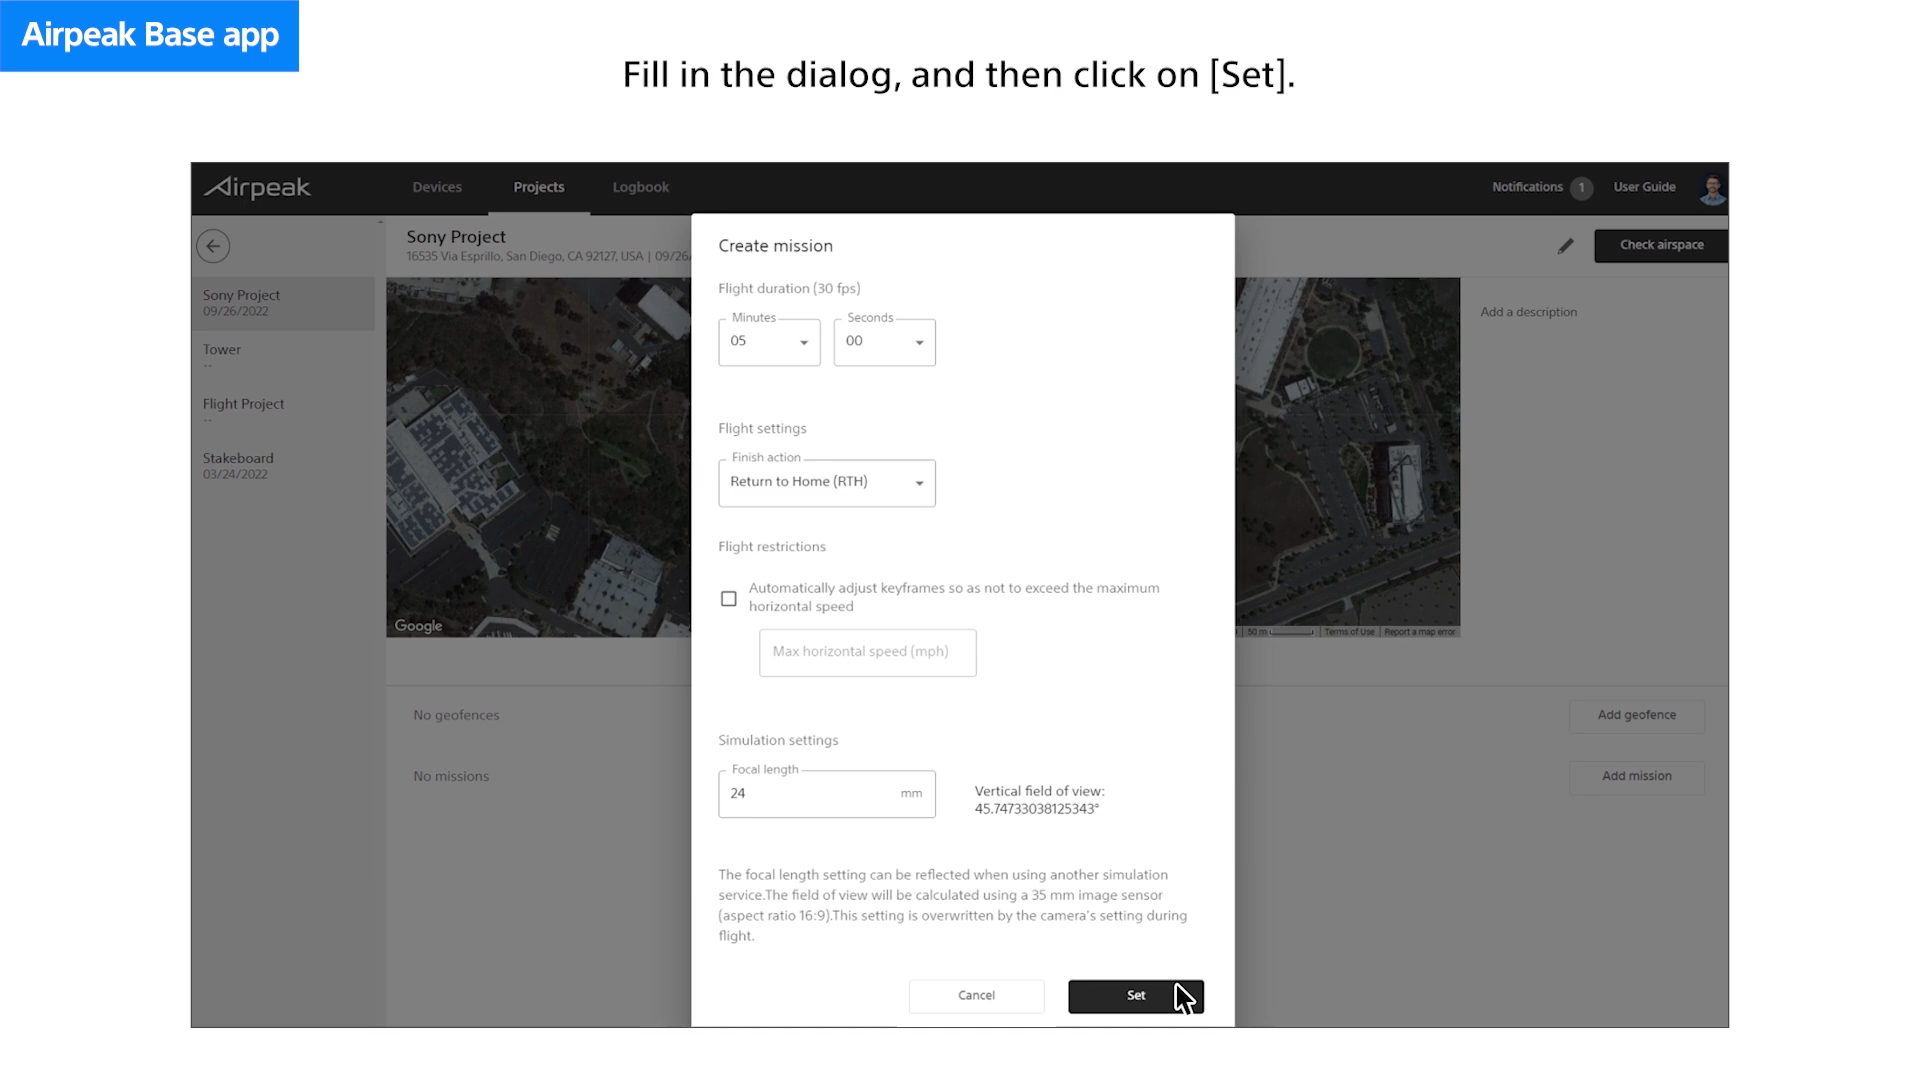 Airpeak Base app
Fill in the dialog, and then click on [Set].
Airpeak
Devices
Projects
Logbook
Notifications 1
User Guide
Sony Project
16535 Via Esprillo, San Diego, CA 92127, USA | 09/26/
Check airspace
Sony Project
09/26/2022
Tower
--
Flight Project
--
Stakeboard
03/24/2022
Create mission
Flight duration (30 fps)
Minutes
05
Seconds
00
Flight settings
Finish action
Return to Home (RTH)
Flight restrictions
Automatically adjust keyframes so as not to exceed the maximum
horizontal speed
Max horizontal speed (mph)
Simulation settings
Focal length
24 mm
Vertical field of view:
45.74733038125343°
The focal length setting can be reflected when using another simulation
service.The field of view will be calculated using a 35 mm image sensor
(aspect ratio 16:9).This setting is overwritten by the camera's setting during
flight.
Cancel
Set
Add a description
Google
50 m
Terms of Use
Report a map error
No geofences
Add geofence
No missions
Add mission